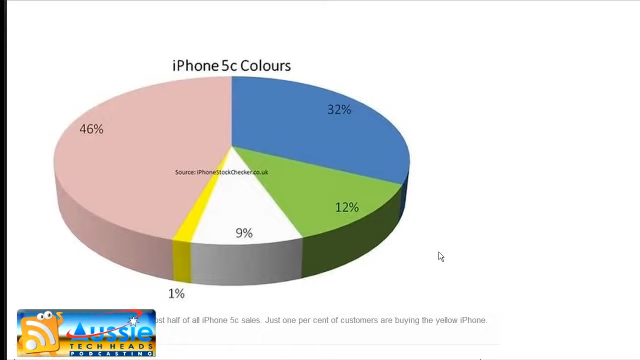 iPhone 5c Colours
46%
32%
Source: iPhoneStockChecker.co.uk
12%
9%
1%
half of all iPhone 5c sales. Just one per cent of customers are buying the yellow iPhone
Aussie
TECH HEADS
PODCASTING